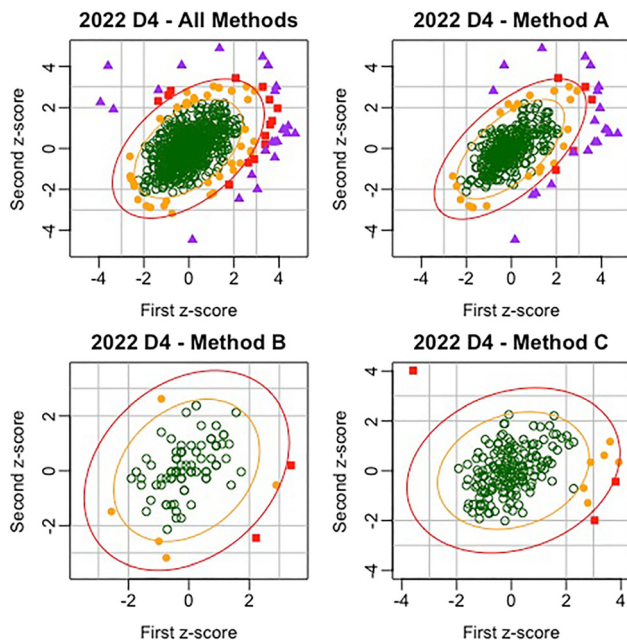 2022 D4 - All Methods
Second z-score
4
2
0
-2
-4
-4 -2 0 2 4
First z-score
2022 D4 - Method A
Second z-score
4
2
0
-2
-4
-4 -2 0 2 4
First z-score
2022 D4 - Method B
Second z-score
2
0
-2
-2 0 2
First z-score
2022 D4 - Method C
Second z-score
4
2
0
-2
-4
-4 -2 0 2 4
First z-score